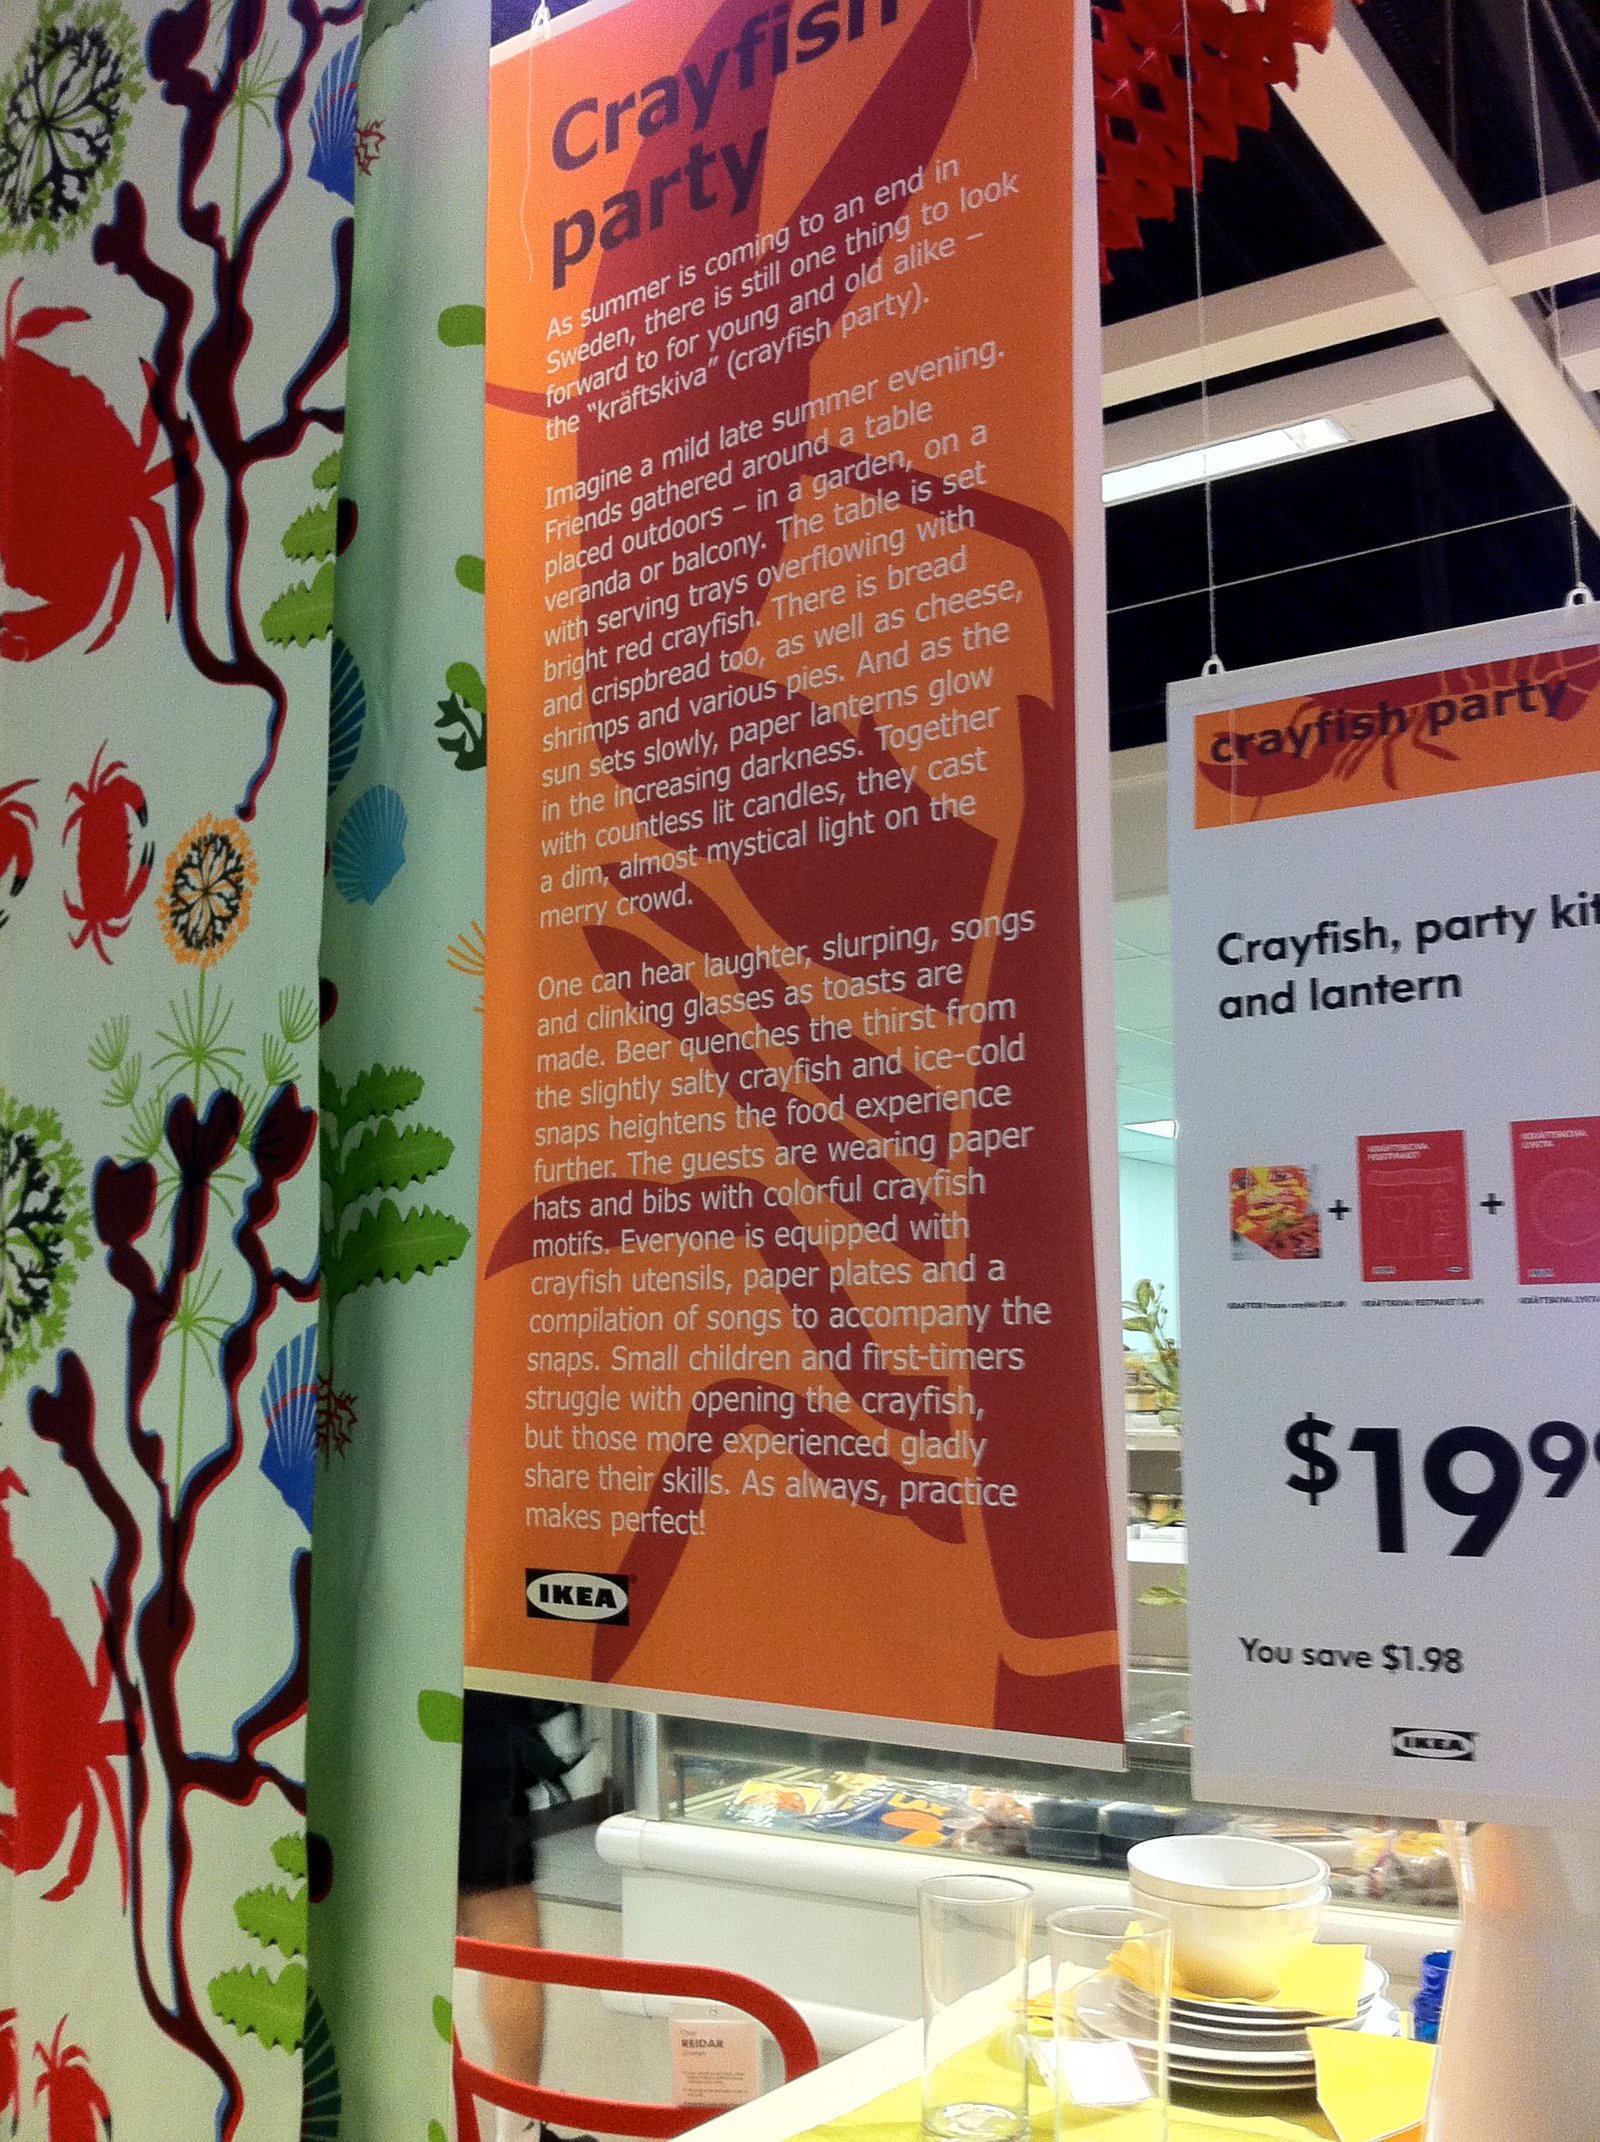 Crayfish
party
As summer is coming to an end in
Sweden, there is still one thing to look
forward to for young and old alike –
the "kräftskiva" (crayfish party).
Imagine a mild late summer evening.
Friends gathered around a table
placed outdoors – in a garden, on a
veranda or balcony. The table is set
with serving trays overflowing with
bright red crayfish. There is bread
and crispbread too, as well as cheese,
shrimps and various pies. And as the
sun sets slowly, paper lanterns glow
in the increasing darkness. Together
with countless lit candles, they cast
a dim, almost mystical light on the
merry crowd.
One can hear laughter, slurping, songs
and clinking glasses as toasts are
made. Beer quenches the thirst from
the slightly salty crayfish and ice-cold
snaps heightens the food experience
further. The guests are wearing paper
hats and bibs with colorful crayfish
motifs. Everyone is equipped with
crayfish utensils, paper plates and a
compilation of songs to accompany the
snaps. Small children and first-timers
struggle with opening the crayfish,
but those more experienced gladly
share their skills. As always, practice
makes perfect!
IKEA
crayfish party
Crayfish, party kit
and lantern
+ +
$19.99
You save $1.98
IKEA
REIDAR